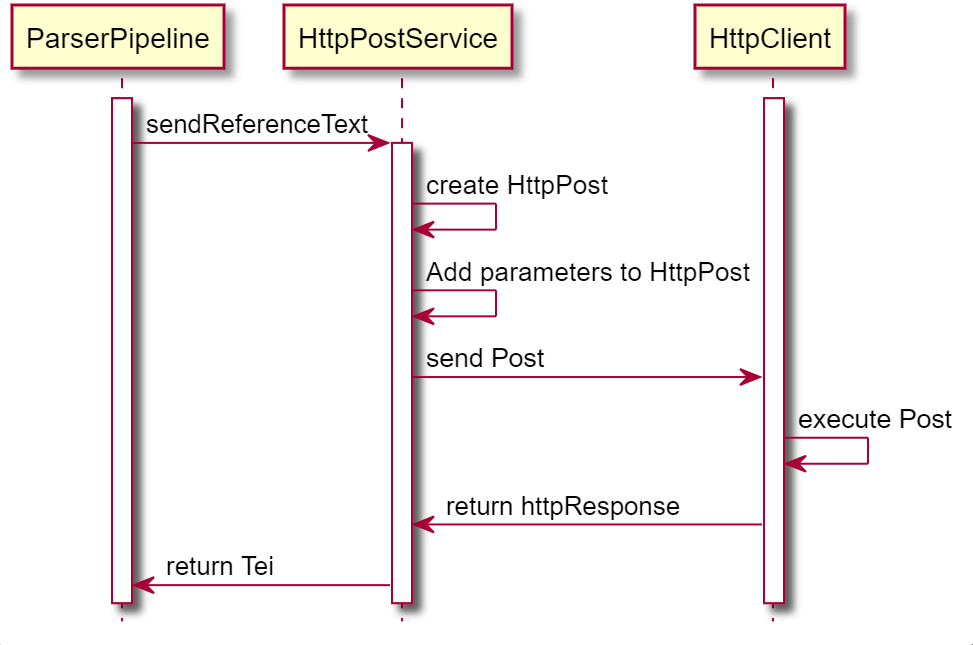 ParserPipeline
HttpPostService
HttpClient
sendReferenceText
create HttpPost
Add parameters to HttpPost
send Post
execute Post
return httpResponse
return Tei